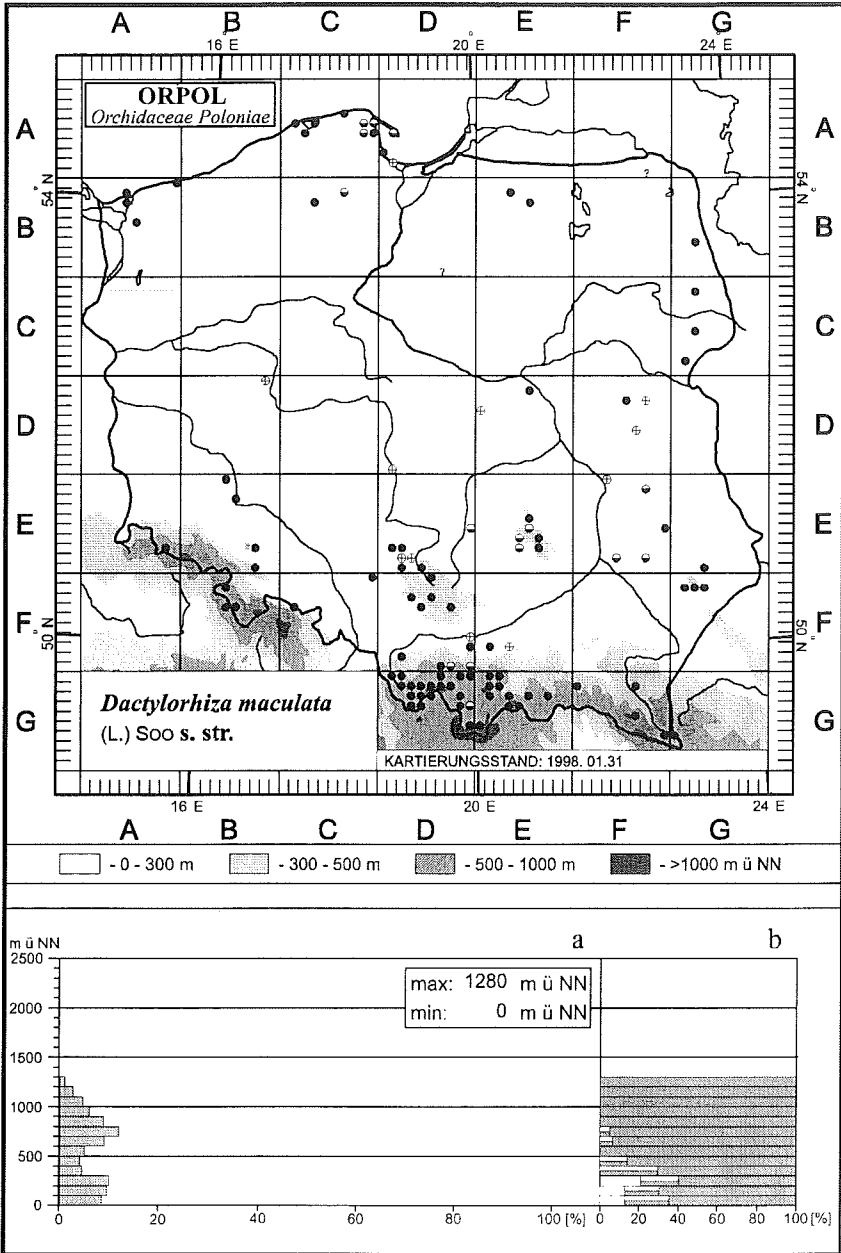 A B C D E F G
16°E 20°E 24°E
ORPOL
Orchidaceae Poloniae
A A
54°N 54°N
?
B B
?
C C
D D
E E
F F
50°N 50°N
Dactylorhiza maculata
(L.) Soo s. str.
G G
KARTIERUNGSSTAND: 1998. 01.31
16°E 20°E 24 E
A B C D E F G
- 0 - 300 m - 300 - 500 m - 500 - 1000 m - >1000 m ü NN
m ü NN a b
2500
max: 1280 m ü NN
min: 0 m ü NN
2000
1500
1000
500
0
0 20 40 60 80 100 [%] 0 20 40 60 80 100 [%]